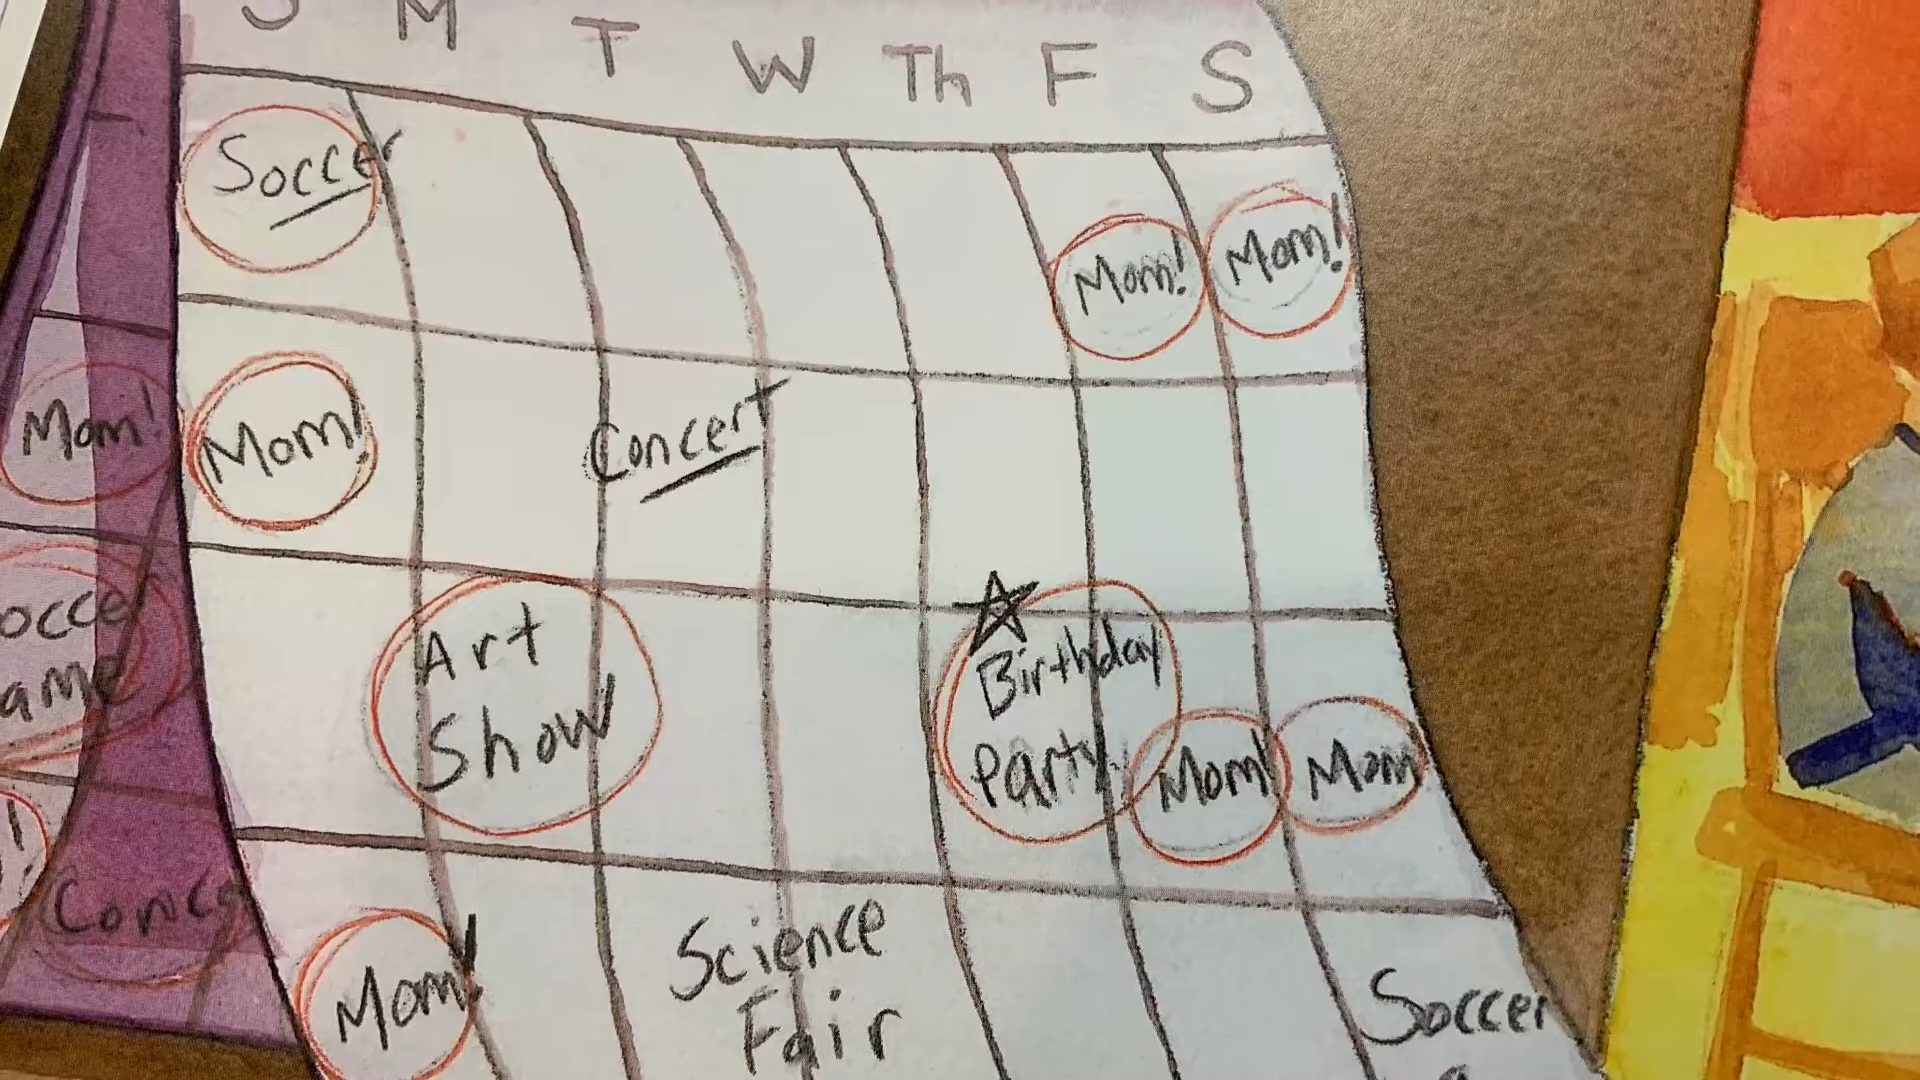 S M T W Th F S
Soccer
Mom! Mom!
Mom! Mom!
Concert
Art
Show
Birthday
Party
Mom! Mom
Mom!
Science
Fair
Soccer